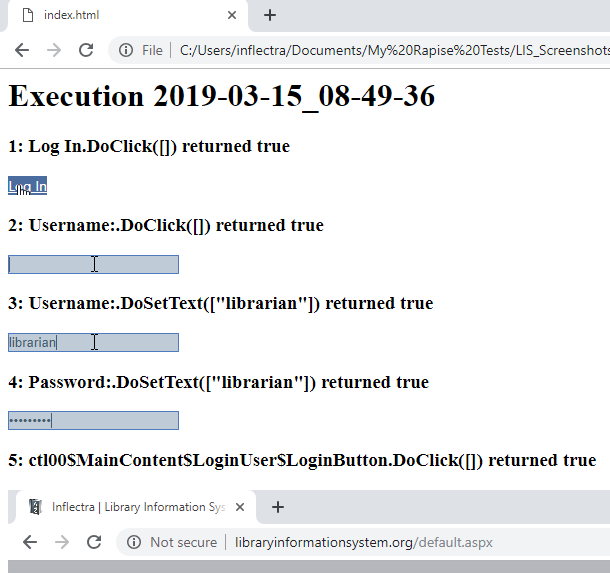 index.html
File C:/Users/inflectra/Documents/My%20Rapise%20Tests/LIS_Screenshots
Execution 2019-03-15_08-49-36
1: Log In.DoClick([]) returned true
Log In
2: Username:.DoClick([]) returned true
3: Username:.DoSetText(["librarian"]) returned true
librarian
4: Password:.DoSetText(["librarian"]) returned true
•••••••••
5: ctl00$MainContent$LoginUser$LoginButton.DoClick([]) returned true
Inflectra | Library Information Sys
Not secure libraryinformationsystem.org/default.aspx